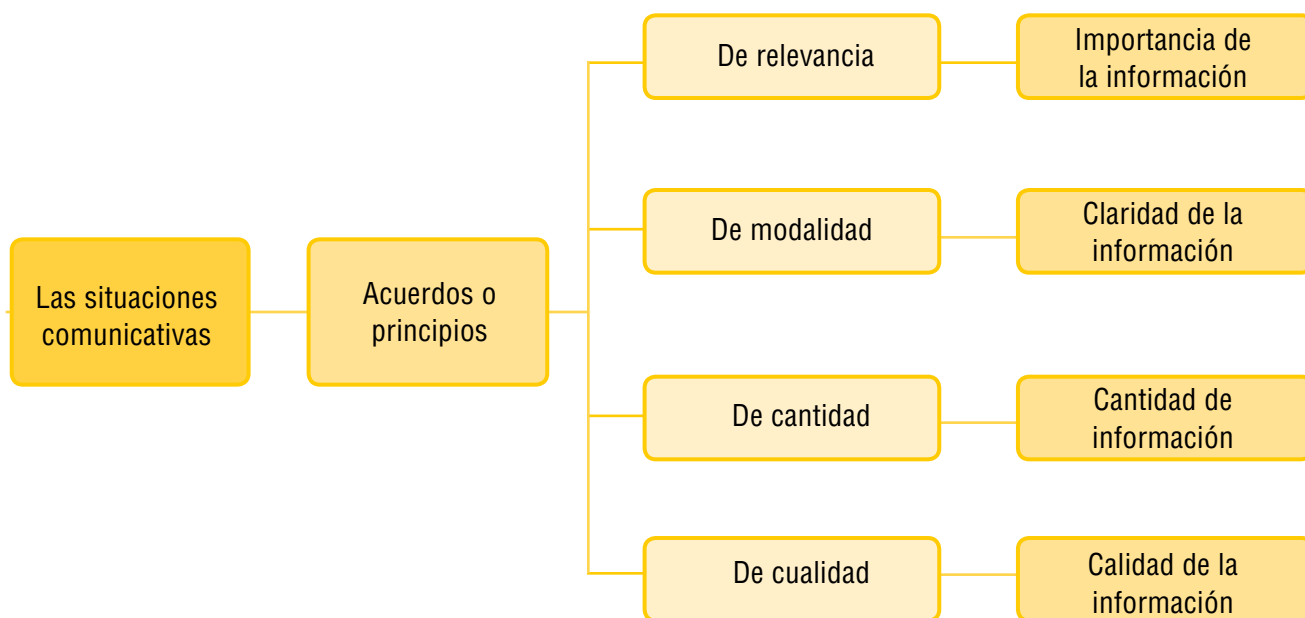 Las situaciones
comunicativas
Acuerdos o
principios
De relevancia
Importancia de
la información
De modalidad
Claridad de la
información
De cantidad
Cantidad de
información
De cualidad
Calidad de la
información